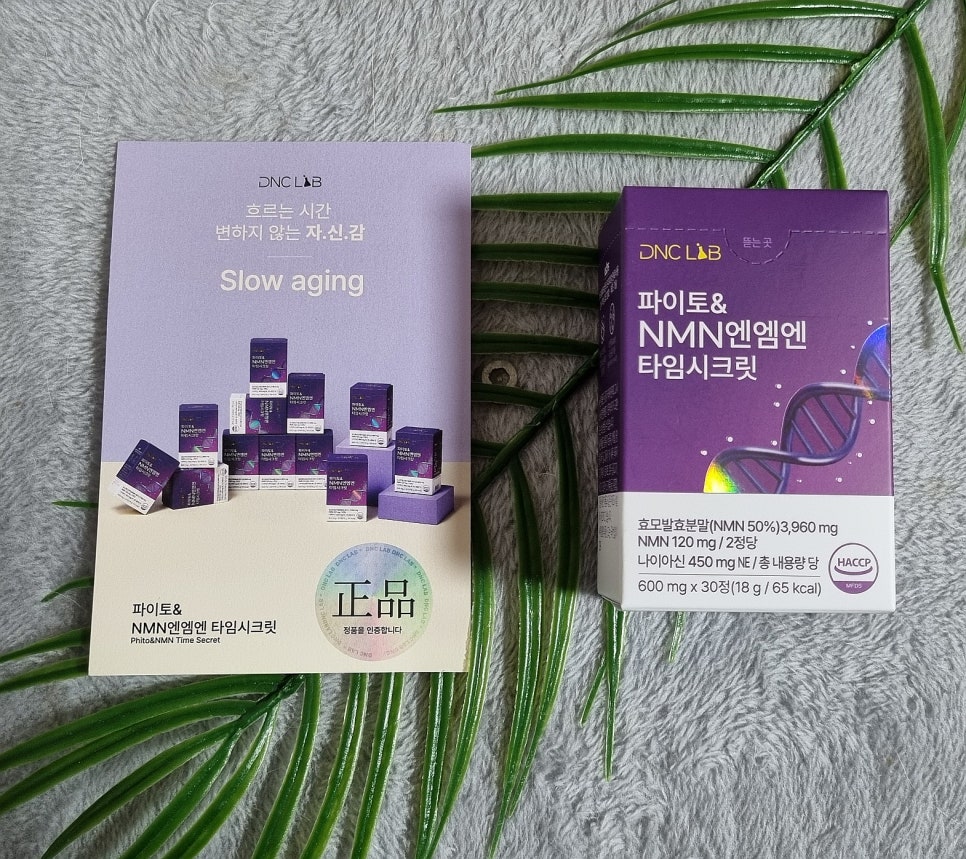 DNC LAB
흐르는 시간
변하지 않는 자.신.감
Slow aging
파이토&
NMN엔엠엔 타임시크릿
Phito&NMN Time Secret
正品
정품을 인증합니다.
DNC LAB
뜯는 곳
파이토&
NMN엔엠엔
타임시크릿
효모발효분말(NMN 50%)3,960 mg
NMN 120 mg / 2정당
나이아신 450 mg NE / 총 내용량 당
600 mg x 30정(18 g / 65 kcal)
HACCP
MFDS